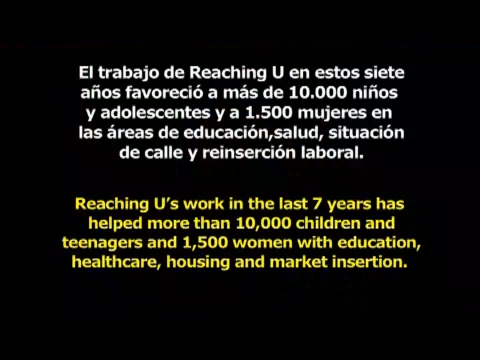 El trabajo de Reaching U en estos siete
años favoreció a más de 10.000 niños
y adolescentes y a 1.500 mujeres en
las áreas de educación,salud, situación
de calle y reinserción laboral.
Reaching U's work in the last 7 years has
helped more than 10,000 children and
teenagers and 1,500 women with education,
healthcare, housing and market insertion.